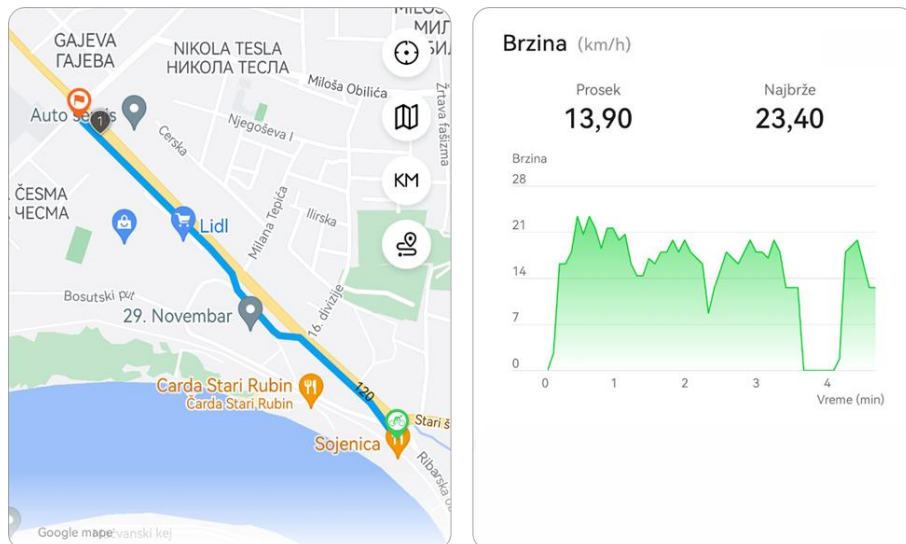 GAJEVA
ГАЈЕВА
NIKOLA TESLA
НИКОЛА ТЕСЛА
Miloša Obilića
Auto servis
1
Cerska
Njegoševa I
Žrtava fašizma
KM
ČESMA
ЧЕСМА
Lidl
Milana Tepića
Ilirska
Bosutski put
29. Novembar
16. divizije
Carda Stari Rubin
Čarda Stari Rubin
120
Stari
Sojenica
Ribarska
Google mape
Brzina (km/h)
Prosek
Najbrže
13,90
23,40
Brzina
28
21
14
7
0
0 1 2 3 4
Vreme (min)